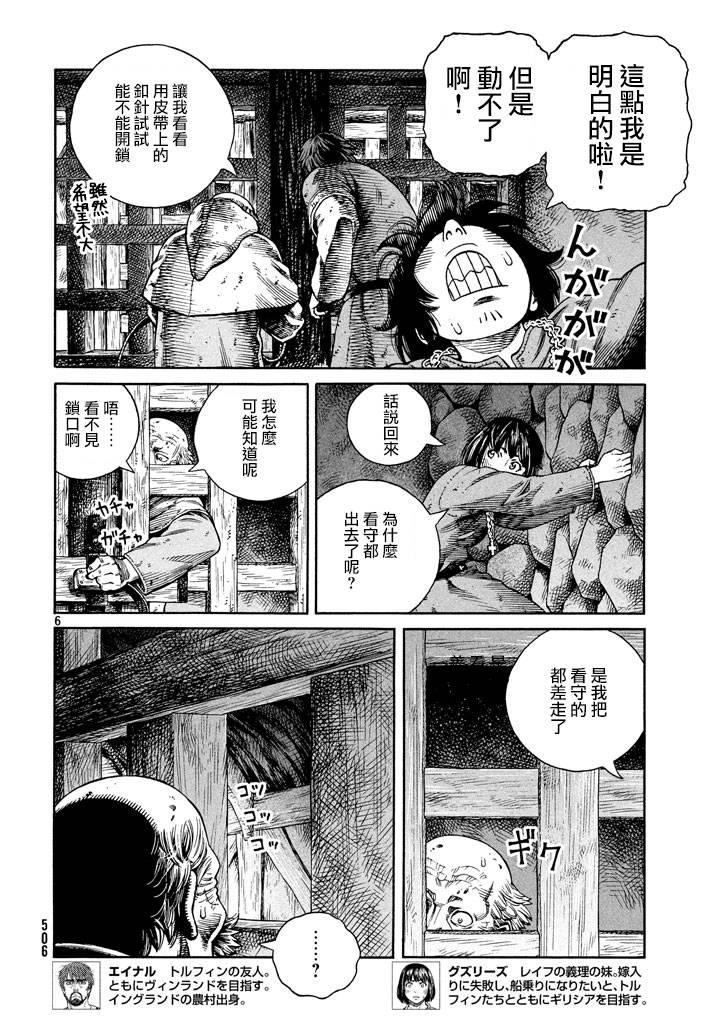 這點我是
明白的啦！
但是
動不了
啊！
讓我看看
用皮帶上的
釦針試試
能不能開鎖
雖然
希望不大
んがががが
話說回來
為什麼
看守都
出去了呢？
我怎麼
可能知道呢
唔……
看不見
鎖口啊
ガチャ
ガチャ
6
是我把
看守的
都差走了
ギク
コツ
コツ
コツ
……？
506
エイナル　トルフィンの友人。
ともにヴィンランドを目指す。
イングランドの農村出身。
グズリーズ　レイフの義理の妹。嫁入
りに失敗し、船乗りになりたいと、トル
フィンたちとともにギリシアを目指す。